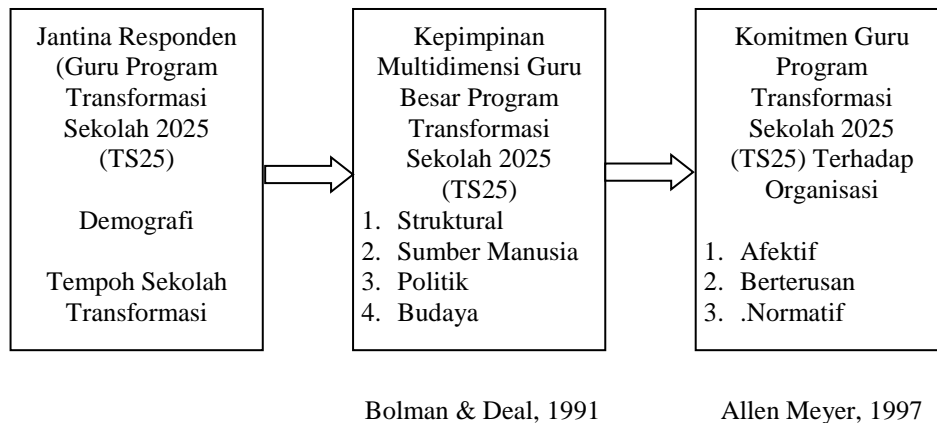 Jantina Responden
(Guru Program
Transformasi
Sekolah 2025
(TS25)
Demografi
Tempoh Sekolah
Transformasi
Kepimpinan
Multidimensi Guru
Besar Program
Transformasi
Sekolah 2025
(TS25)
1. Struktural
2. Sumber Manusia
3. Politik
4. Budaya
Komitmen Guru
Program
Transformasi
Sekolah 2025
(TS25) Terhadap
Organisasi
1. Afektif
2. Berterusan
3. .Normatif
Bolman & Deal, 1991
Allen Meyer, 1997